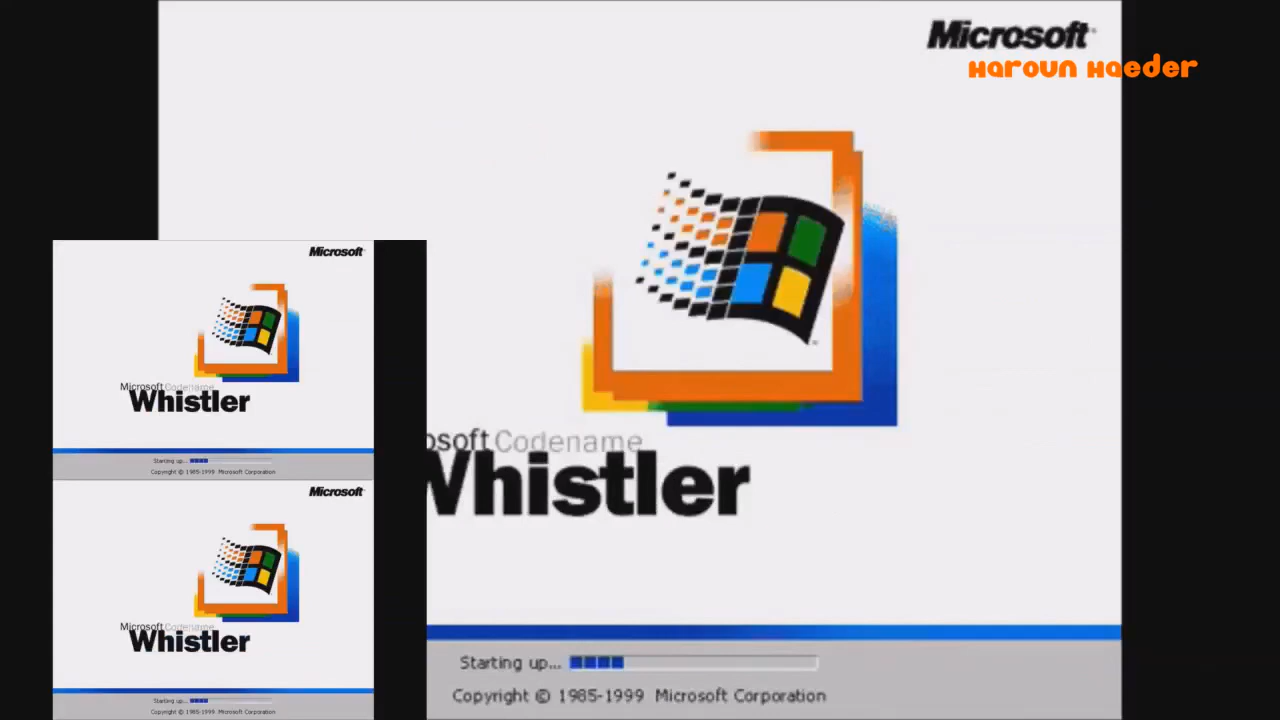 Microsoft
Haroun Haeder
osoft Codename
Whistler
Starting up...
Copyright © 1985-1999 Microsoft Corporation
Microsoft
Microsoft Codename
Whistler
Starting up...
Copyright © 1985-1999 Microsoft Corporation
Microsoft
Microsoft Codename
Whistler
Starting up...
Copyright © 1985-1999 Microsoft Corporation